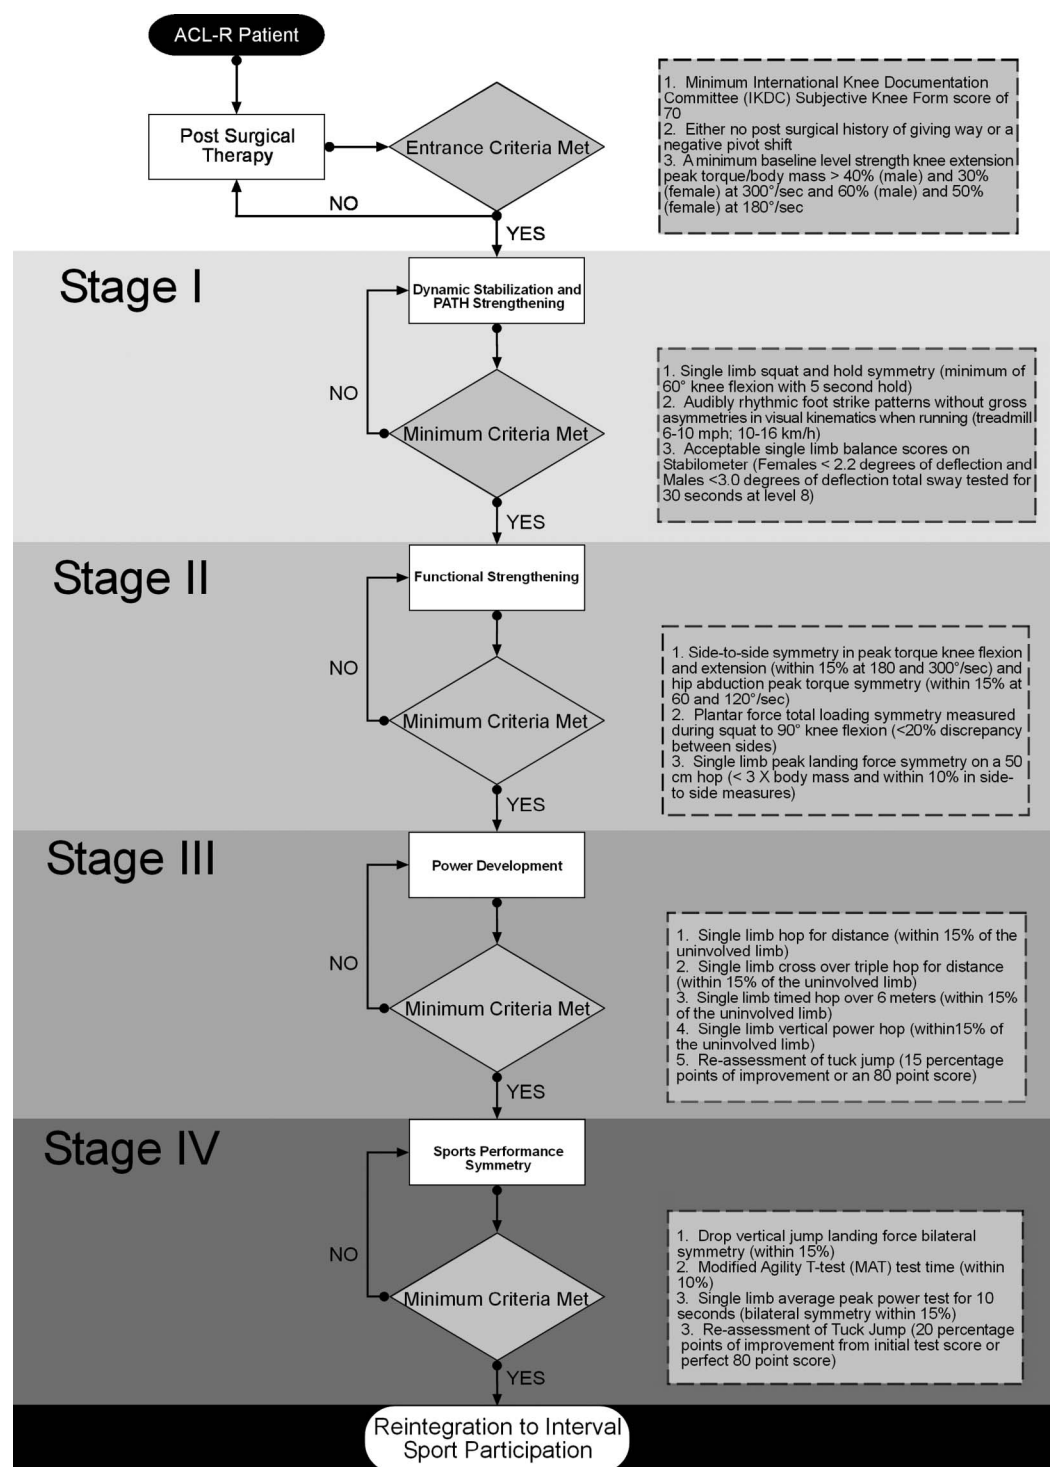 ACL-R Patient
Post Surgical
Therapy
Entrance Criteria Met
NO
YES
1. Minimum International Knee Documentation
Committee (IKDC) Subjective Knee Form score of
70
2. Either no post surgical history of giving way or a
negative pivot shift
3. A minimum baseline level strength knee extension
peak torque/body mass > 40% (male) and 30%
(female) at 300°/sec and 60% (male) and 50%
(female) at 180°/sec
Stage I
Dynamic Stabilization and
PATH Strengthening
NO
Minimum Criteria Met
YES
1. Single limb squat and hold symmetry (minimum of
60° knee flexion with 5 second hold)
2. Audibly rhythmic foot strike patterns without gross
asymmetries in visual kinematics when running (treadmill
6-10 mph; 10-16 km/h)
3. Acceptable single limb balance scores on
Stabilometer (Females < 2.2 degrees of deflection and
Males <3.0 degrees of deflection total sway tested for
30 seconds at level 8)
Stage II
Functional Strengthening
NO
Minimum Criteria Met
YES
1. Side-to-side symmetry in peak torque knee flexion
and extension (within 15% at 180 and 300°/sec) and
hip abduction peak torque symmetry (within 15% at
60 and 120°/sec)
2. Plantar force total loading symmetry measured
during squat to 90° knee flexion (<20% discrepancy
between sides)
3. Single limb peak landing force symmetry on a 50
cm hop (< 3 X body mass and within 10% in side-
to side measures)
Stage III
Power Development
NO
Minimum Criteria Met
YES
1. Single limb hop for distance (within 15% of the
uninvolved limb)
2. Single limb cross over triple hop for distance
(within 15% of the uninvolved limb)
3. Single limb timed hop over 6 meters (within 15%
of the uninvolved limb)
4. Single limb vertical power hop (within15% of
the uninvolved limb)
5. Re-assessment of tuck jump (15 percentage
points of improvement or an 80 point score)
Stage IV
Sports Performance
Symmetry
NO
Minimum Criteria Met
YES
1. Drop vertical jump landing force bilateral
symmetry (within 15%)
2. Modified Agility T-test (MAT) test time (within
10%)
3. Single limb average peak power test for 10
seconds (bilateral symmetry within 15%)
3. Re-assessment of Tuck Jump (20 percentage
points of improvement from initial test score or
perfect 80 point score)
Reintegration to Interval
Sport Participation